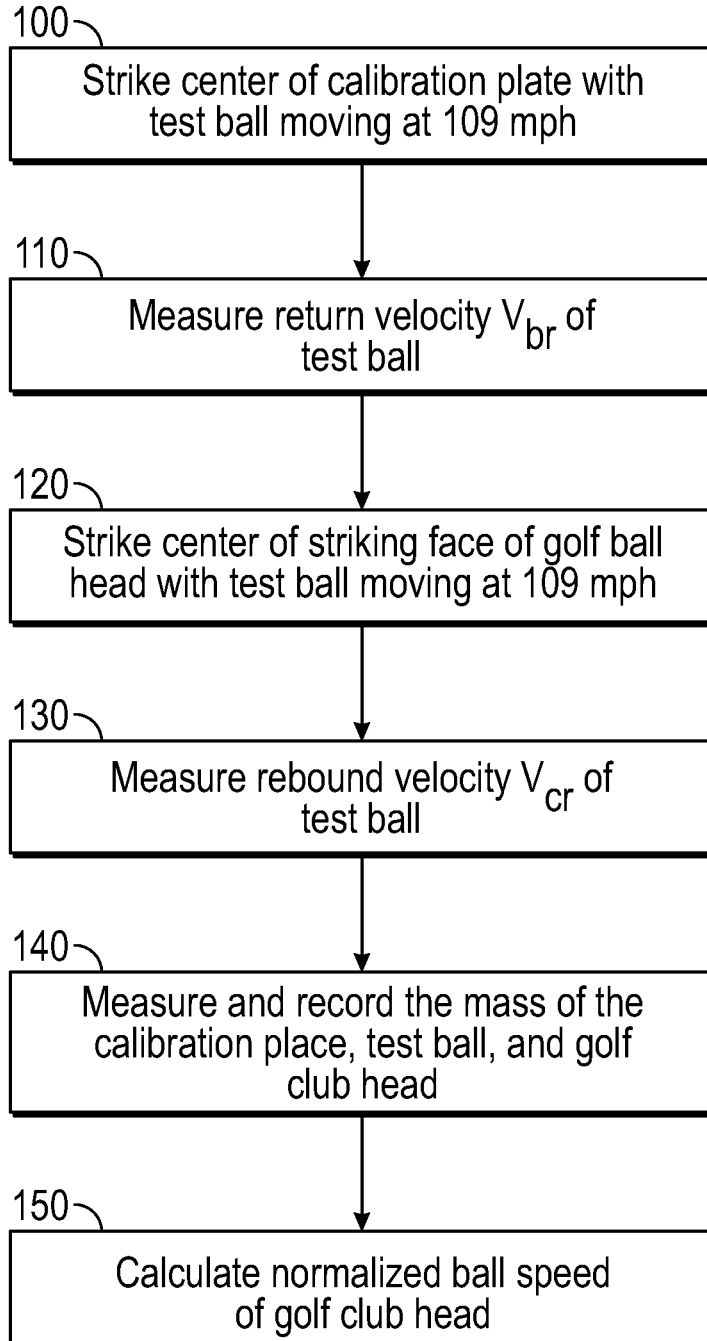 100
Strike center of calibration plate with
test ball moving at 109 mph
110
Measure return velocity Vbr of
test ball
120
Strike center of striking face of golf ball
head with test ball moving at 109 mph
130
Measure rebound velocity Vcr of
test ball
140
Measure and record the mass of the
calibration place, test ball, and golf
club head
150
Calculate normalized ball speed
of golf club head